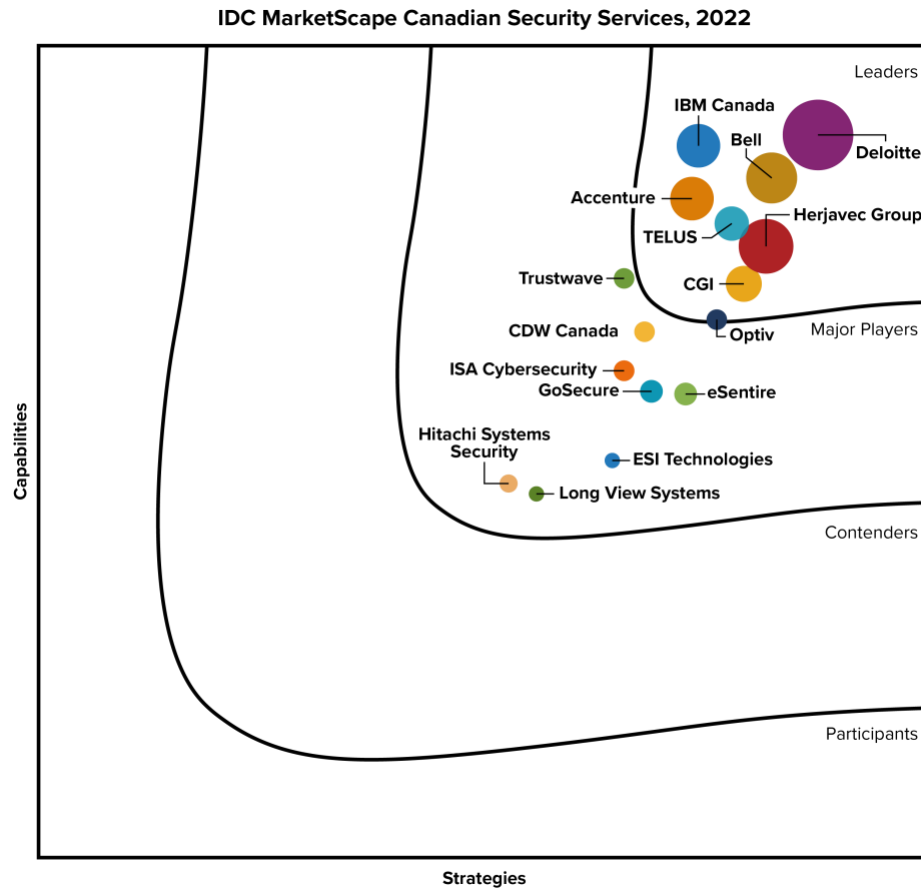 IDC MarketScape Canadian Security Services, 2022
Leaders
IBM Canada
Bell
Deloitte
Accenture
Herjavec Group
TELUS
Trustwave
CGI
CDW Canada
Optiv
Major Players
ISA Cybersecurity
GoSecure
eSentire
Hitachi Systems
Security
ESI Technologies
Long View Systems
Capabilities
Contenders
Participants
Strategies